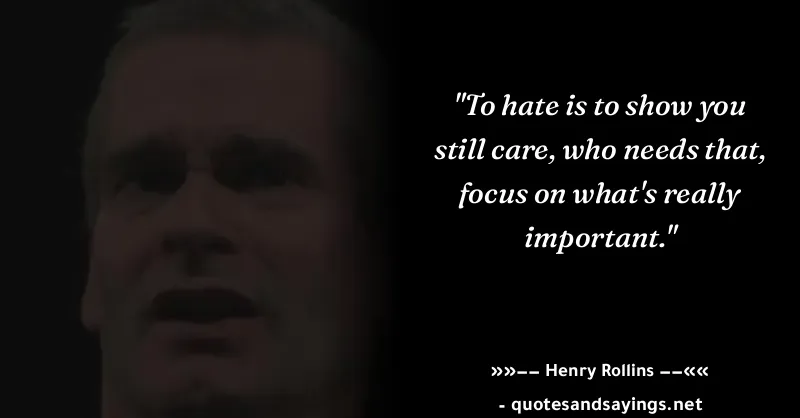 "To hate is to show you
still care, who needs that,
focus on what's really
important."
»»–– Henry Rollins ––««
- quotesandsayings.net